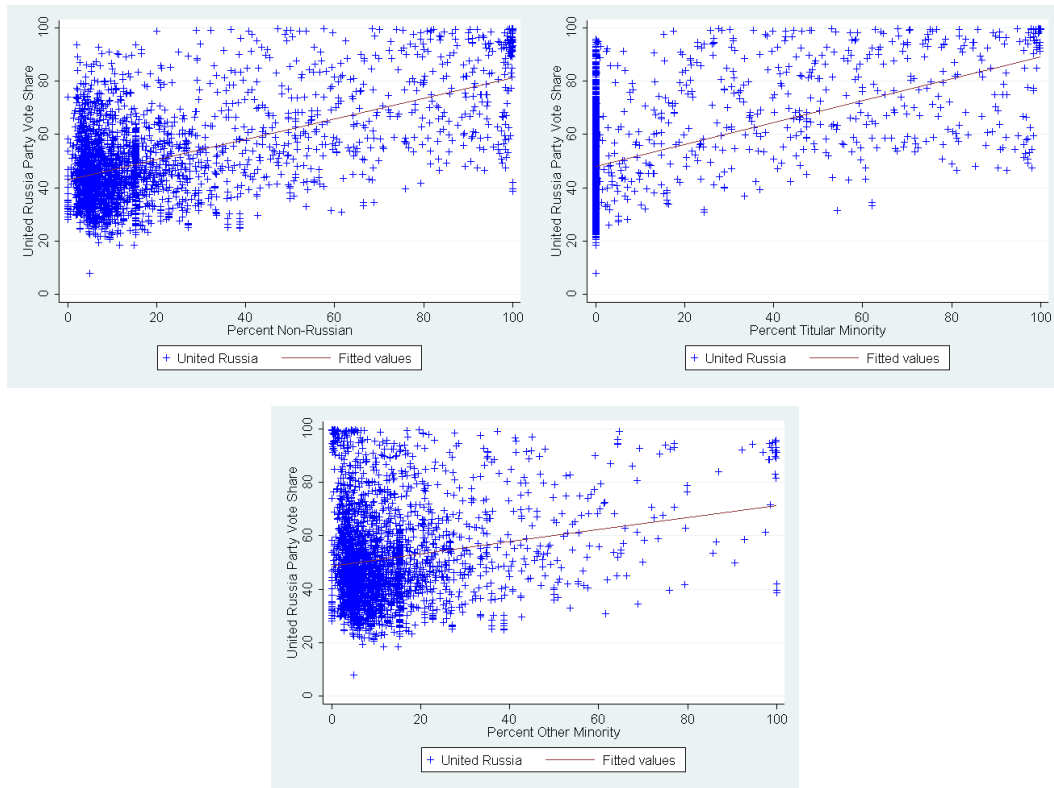 United Russia Party Vote Share
0 20 40 60 80 100
0 20 40 60 80 100
Percent Non-Russian
United Russia Fitted values
United Russia Party Vote Share
0 20 40 60 80 100
0 20 40 60 80 100
Percent Titular Minority
United Russia Fitted values
United Russia Party Vote Share
0 20 40 60 80 100
0 20 40 60 80 100
Percent Other Minority
United Russia Fitted values